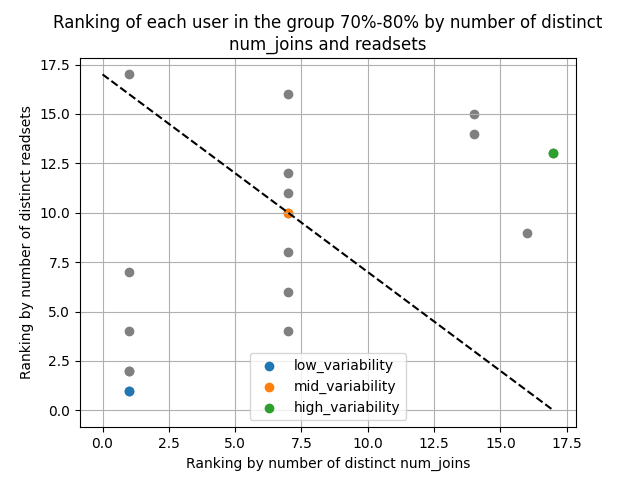 Ranking of each user in the group 70%-80% by number of distinct
num_joins and readsets
Ranking by number of distinct readsets
17.5
15.0
12.5
10.0
7.5
5.0
2.5
0.0
low_variability
mid_variability
high_variability
0.0 2.5 5.0 7.5 10.0 12.5 15.0 17.5
Ranking by number of distinct num_joins